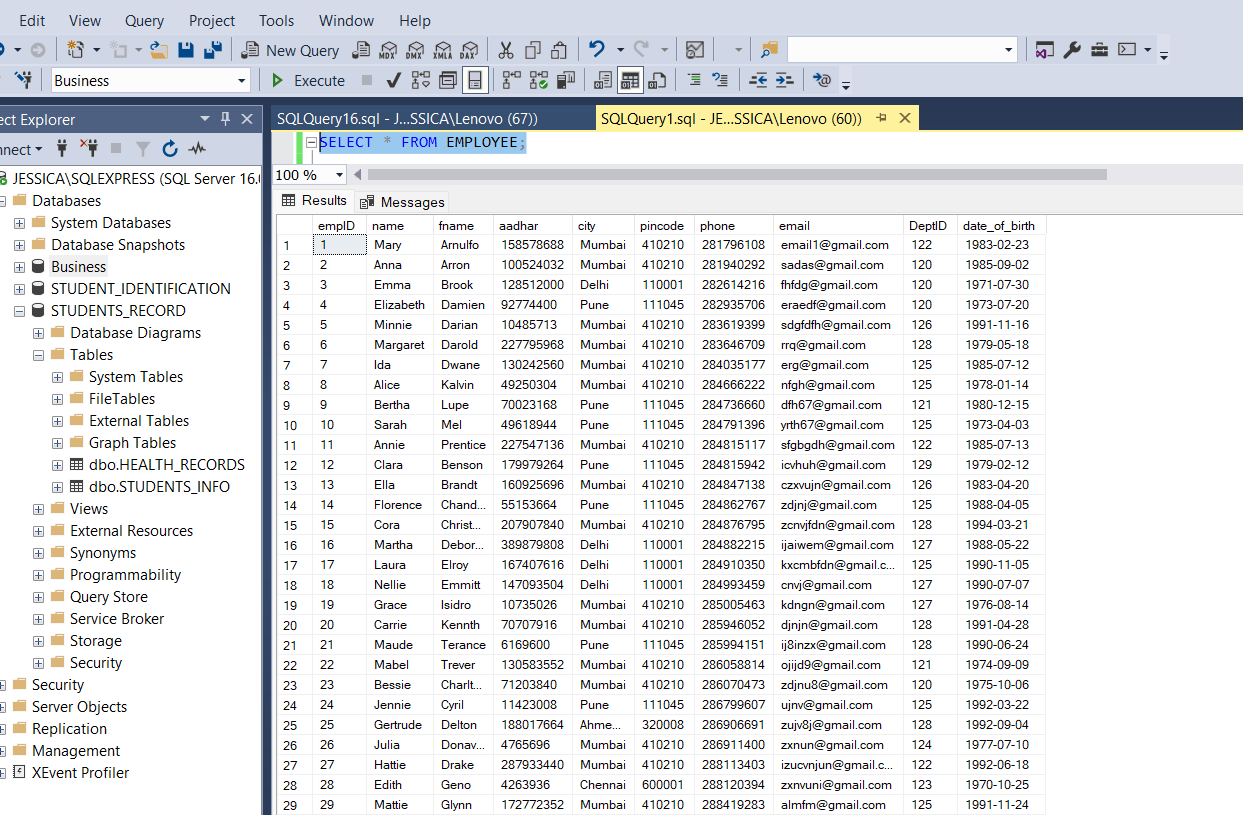 Edit View Query Project Tools Window Help
New Query MDX DMX XMLA DAX
Business Execute
ect Explorer
SQLQuery16.sql - J...SSICA\Lenovo (67))
SQLQuery1.sql - JE...SSICA\Lenovo (60))
nnect
SELECT * FROM EMPLOYEE;
100 %
Results Messages
JESSICA\SQLEXPRESS (SQL Server 16.
Databases
System Databases
Database Snapshots
Business
STUDENT_IDENTIFICATION
STUDENTS_RECORD
Database Diagrams
Tables
System Tables
FileTables
External Tables
Graph Tables
dbo.HEALTH_RECORDS
dbo.STUDENTS_INFO
Views
External Resources
Synonyms
Programmability
Query Store
Service Broker
Storage
Security
Security
Server Objects
Replication
Management
XEvent Profiler
empID name fname aadhar city pincode phone email DeptID date_of_birth
1 1 Mary Arnulfo 158578688 Mumbai 410210 281796108 email1@gmail.com 122 1983-02-23
2 2 Anna Arron 100524032 Mumbai 410210 281940292 sadas@gmail.com 120 1985-09-02
3 3 Emma Brook 128512000 Delhi 110001 282614216 fhfdg@gmail.com 120 1971-07-30
4 4 Elizabeth Damien 92774400 Pune 111045 282935706 eraedf@gmail.com 120 1973-07-20
5 5 Minnie Darian 10485713 Mumbai 410210 283619399 sdgfdfh@gmail.com 126 1991-11-16
6 6 Margaret Darold 227795968 Mumbai 410210 283646709 rrq@gmail.com 128 1979-05-18
7 7 Ida Dwane 130242560 Mumbai 410210 284035177 erg@gmail.com 125 1985-07-12
8 8 Alice Kalvin 49250304 Mumbai 410210 284666222 nfgh@gmail.com 125 1978-01-14
9 9 Bertha Lupe 70023168 Pune 111045 284736660 dfh67@gmail.com 121 1980-12-15
10 10 Sarah Mel 49618944 Pune 111045 284791396 yrth67@gmail.com 125 1973-04-03
11 11 Annie Prentice 227547136 Mumbai 410210 284815117 sfgbgdh@gmail.com 122 1985-07-13
12 12 Clara Benson 179979264 Pune 111045 284815942 icvhuh@gmail.com 129 1979-02-12
13 13 Ella Brandt 160925696 Mumbai 410210 284847138 czxvujn@gmail.com 126 1983-04-20
14 14 Florence Chand... 55153664 Pune 111045 284862767 zdjnj@gmail.com 125 1988-04-05
15 15 Cora Christ... 207907840 Mumbai 410210 284876795 zcnvjfdn@gmail.com 128 1994-03-21
16 16 Martha Debor... 389879808 Delhi 110001 284882215 ijaiwem@gmail.com 127 1988-05-22
17 17 Laura Elroy 167407616 Delhi 110001 284910350 kxcmbfdn@gmail.c... 125 1990-11-05
18 18 Nellie Emmitt 147093504 Delhi 110001 284993459 cnvj@gmail.com 127 1990-07-07
19 19 Grace Isidro 10735026 Mumbai 410210 285005463 kdngn@gmail.com 127 1976-08-14
20 20 Carrie Kennth 70707916 Mumbai 410210 285946052 djnjn@gmail.com 128 1991-04-28
21 21 Maude Terance 6169600 Pune 111045 285994151 ij8inzx@gmail.com 128 1990-06-24
22 22 Mabel Trever 130583552 Mumbai 410210 286058814 ojijd9@gmail.com 121 1974-09-09
23 23 Bessie Charlt... 71203840 Mumbai 410210 286070473 zdjnu8@gmail.com 120 1975-10-06
24 24 Jennie Cyril 11423008 Pune 111045 286799607 ujnv@gmail.com 125 1992-03-22
25 25 Gertrude Delton 188017664 Ahme... 320008 286906691 zujv8j@gmail.com 128 1992-09-04
26 26 Julia Donav... 4765696 Mumbai 410210 286911400 zxnun@gmail.com 124 1977-07-10
27 27 Hattie Drake 287933440 Mumbai 410210 288113403 izucvnjun@gmail.c... 122 1992-06-18
28 28 Edith Geno 4263936 Chennai 600001 288120394 zxnvuni@gmail.com 123 1970-10-25
29 29 Mattie Glynn 172772352 Mumbai 410210 288419283 almfm@gmail.com 125 1991-11-24